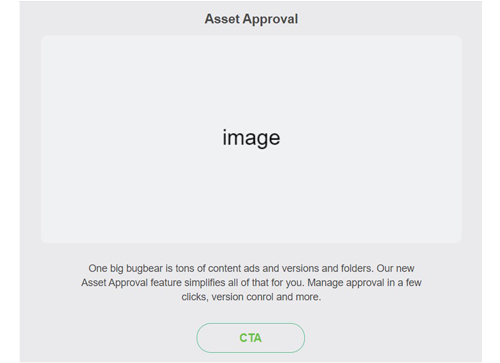 Asset Approval
image
One big bugbear is tons of content ads and versions and folders. Our new
Asset Approval feature simplifies all of that for you. Manage approval in a few
clicks, version conrol and more.
CTA